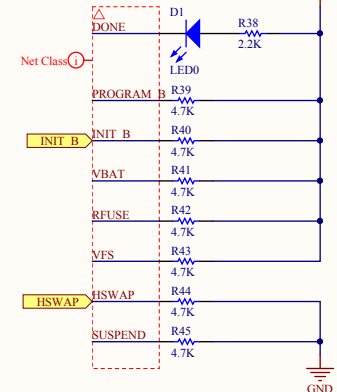 D1
R38
DONE
2.2K
LED0
Net Class i
PROGRAM_B R39
4.7K
INIT_B INIT_B R40
4.7K
VBAT R41
4.7K
RFUSE R42
4.7K
VFS R43
4.7K
HSWAP HSWAP R44
4.7K
SUSPEND R45
4.7K
GND